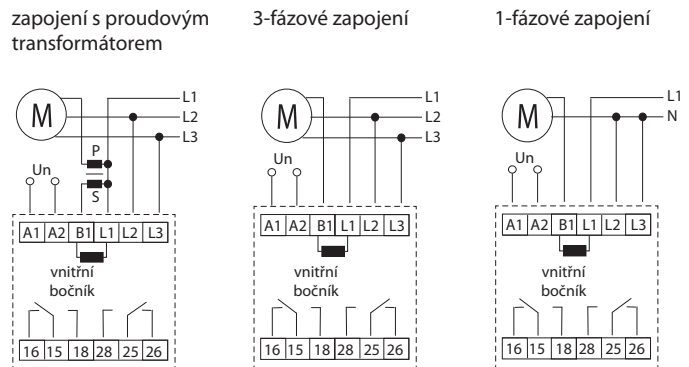 zapojení s proudovým
transformátorem
M
L1
L2
L3
P
S
Un
A1 A2 B1 L1 L2 L3
vnitřní
bočník
16 15 18 28 25 26
3-fázové zapojení
M
L1
L2
L3
Un
A1 A2 B1 L1 L2 L3
vnitřní
bočník
16 15 18 28 25 26
1-fázové zapojení
M
L1
N
Un
A1 A2 B1 L1 L2 L3
vnitřní
bočník
16 15 18 28 25 26